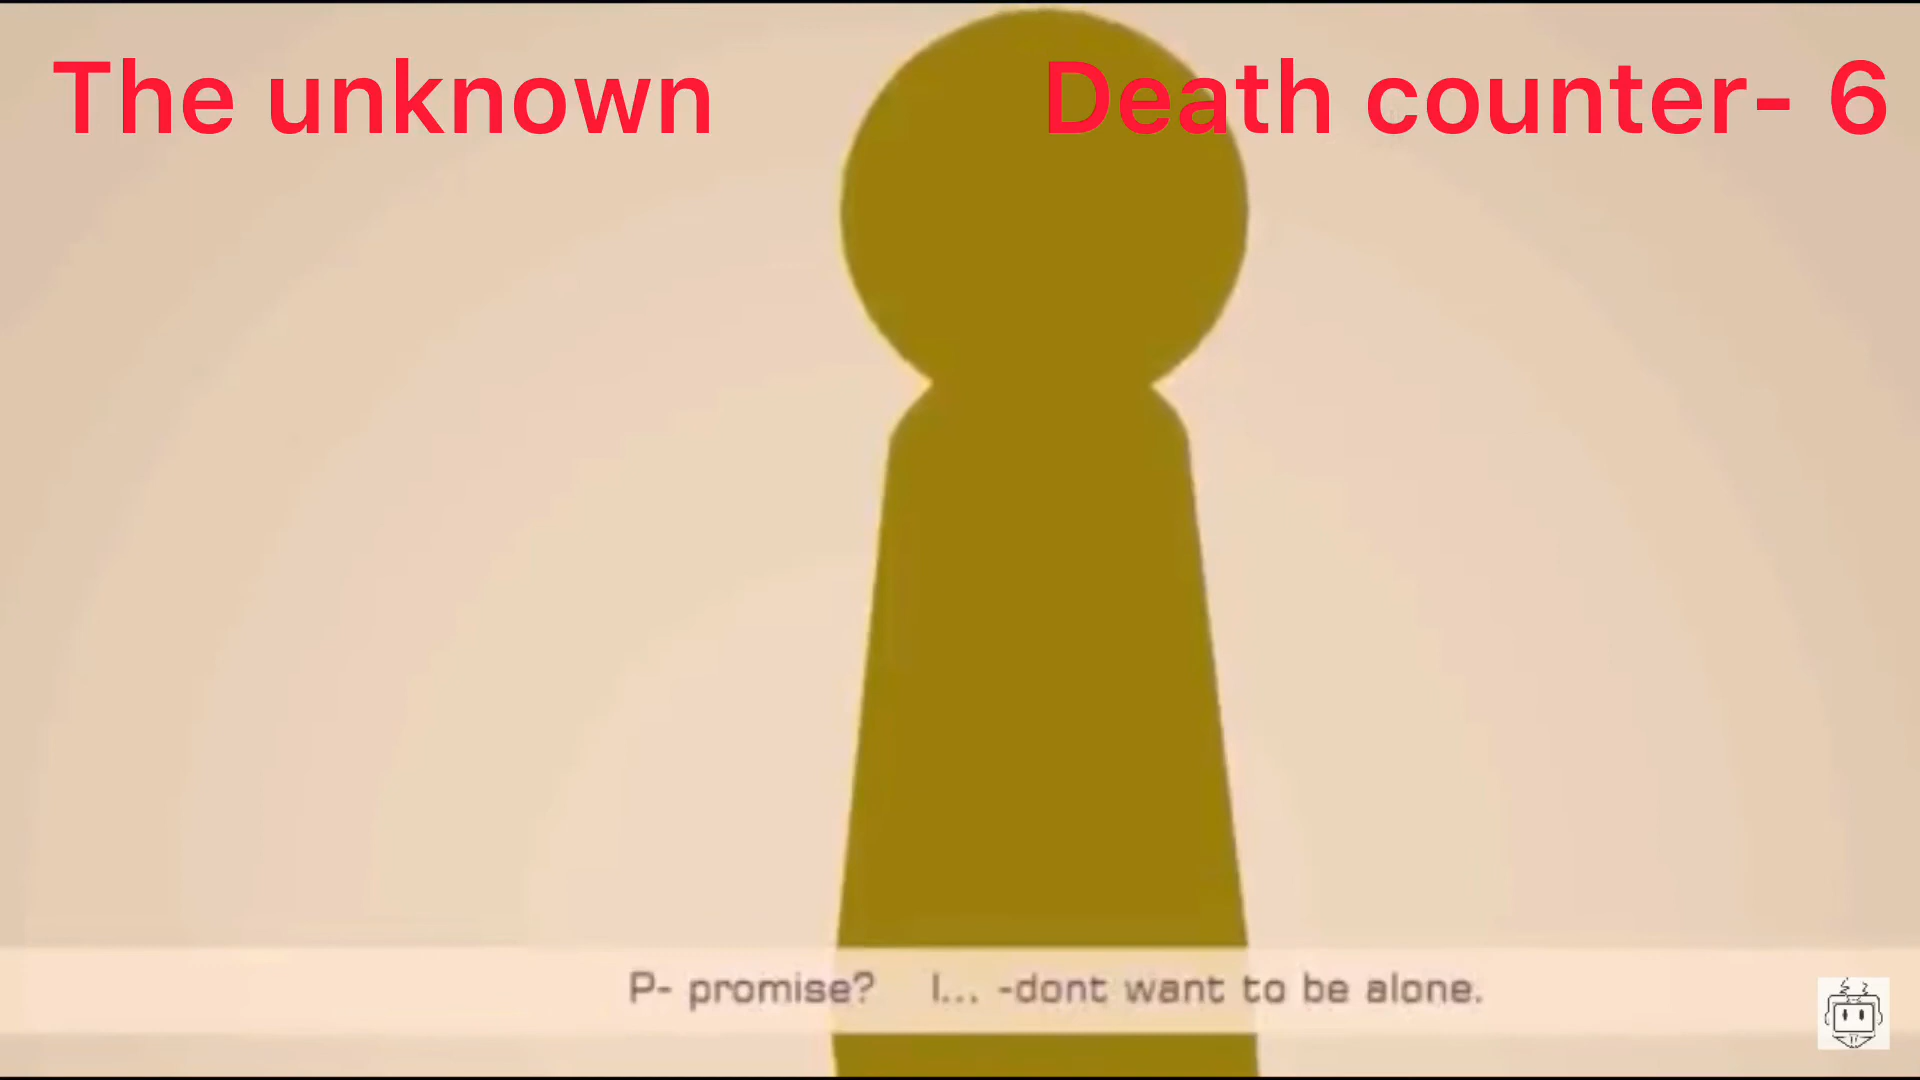 The unknown
Death counter- 6
P- promise? I... -dont want to be alone.